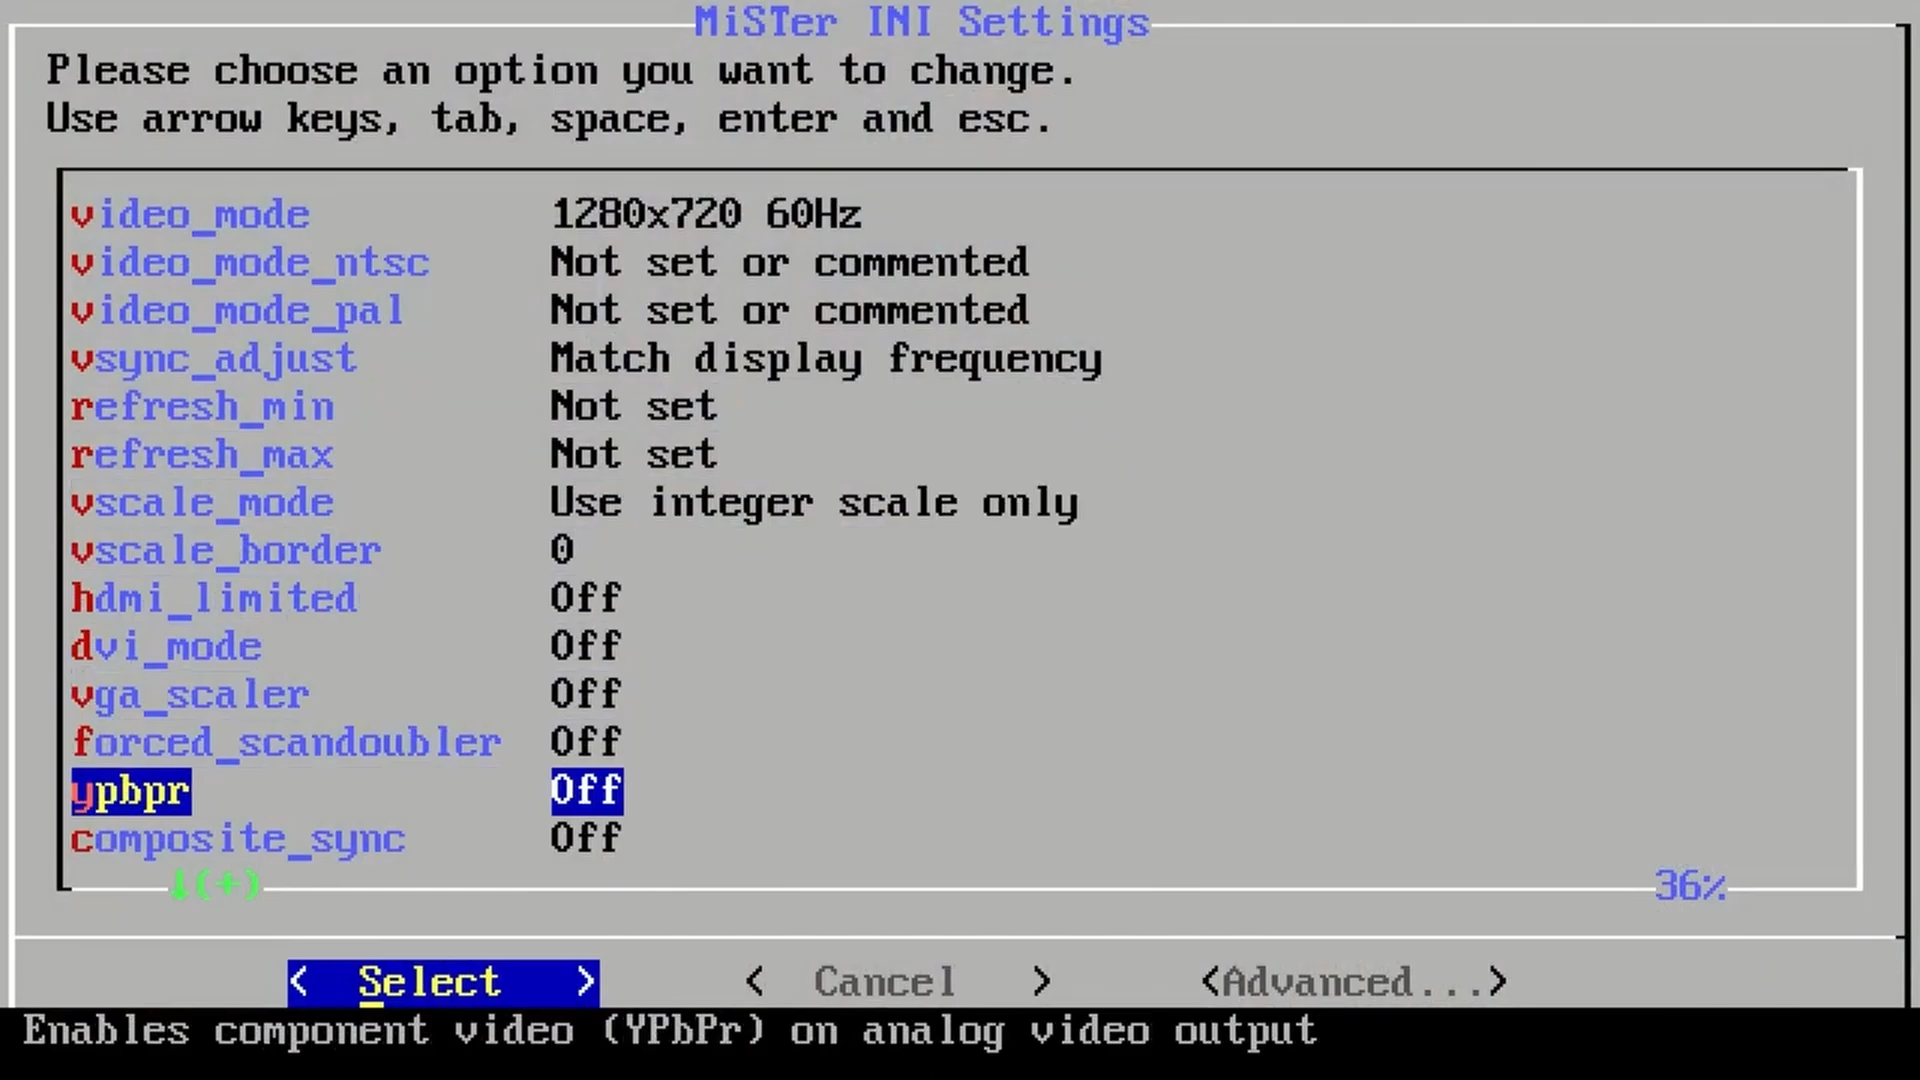 MiSTer INI Settings
Please choose an option you want to change.
Use arrow keys, tab, space, enter and esc.
video_mode 1280x720 60Hz
video_mode_ntsc Not set or commented
video_mode_pal Not set or commented
vsync_adjust Match display frequency
refresh_min Not set
refresh_max Not set
vscale_mode Use integer scale only
vscale_border 0
hdmi_limited Off
dvi_mode Off
vga_scaler Off
forced_scandoubler Off
ypbpr Off
composite_sync Off
↓(+) 36%
< Select > < Cancel > <Advanced...>
Enables component video (YPbPr) on analog video output